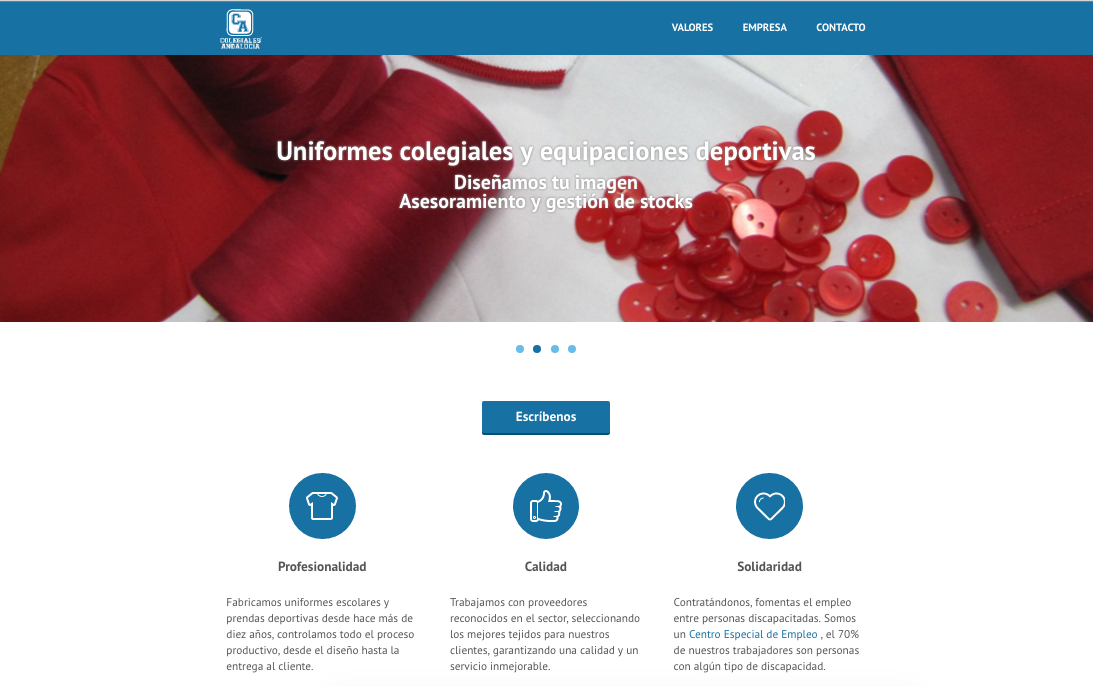 CA
COLEGIALES
ANDALUCIA
VALORES EMPRESA CONTACTO
Uniformes colegiales y equipaciones deportivas
Diseñamos tu imagen
Asesoramiento y gestión de stocks
Escríbenos
Profesionalidad
Fabricamos uniformes escolares y
prendas deportivas desde hace más de
diez años, controlamos todo el proceso
productivo, desde el diseño hasta la
entrega al cliente.
Calidad
Trabajamos con proveedores
reconocidos en el sector, seleccionando
los mejores tejidos para nuestros
clientes, garantizando una calidad y un
servicio inmejorable.
Solidaridad
Contratándonos, fomentas el empleo
entre personas discapacitadas. Somos
un Centro Especial de Empleo , el 70%
de nuestros trabajadores son personas
con algún tipo de discapacidad.